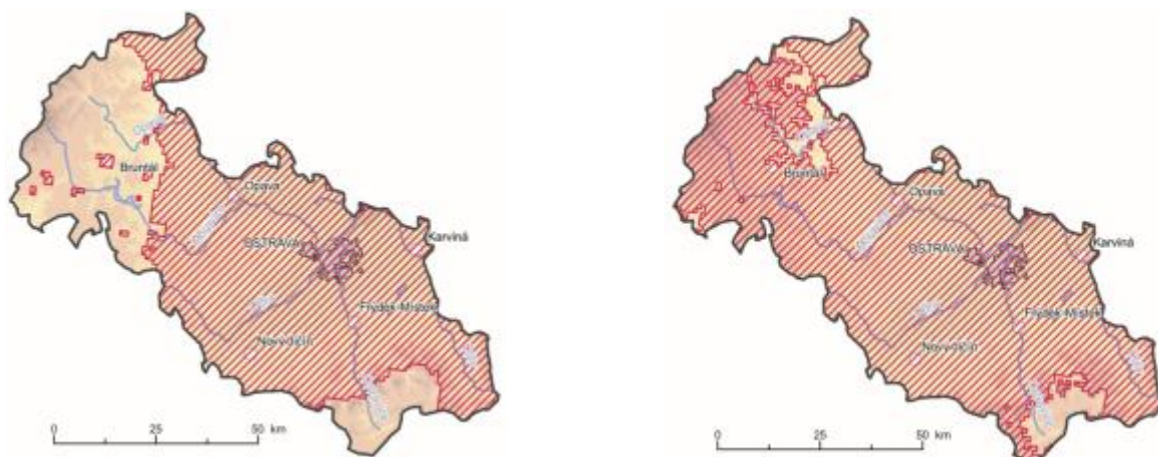 Bruntál
Opava
OSTRAVA
Karviná
Frýdek-Místek
Nový Jičín
0 25 50 km
Bruntál
Opava
OSTRAVA
Karviná
Frýdek-Místek
Nový Jičín
0 25 50 km